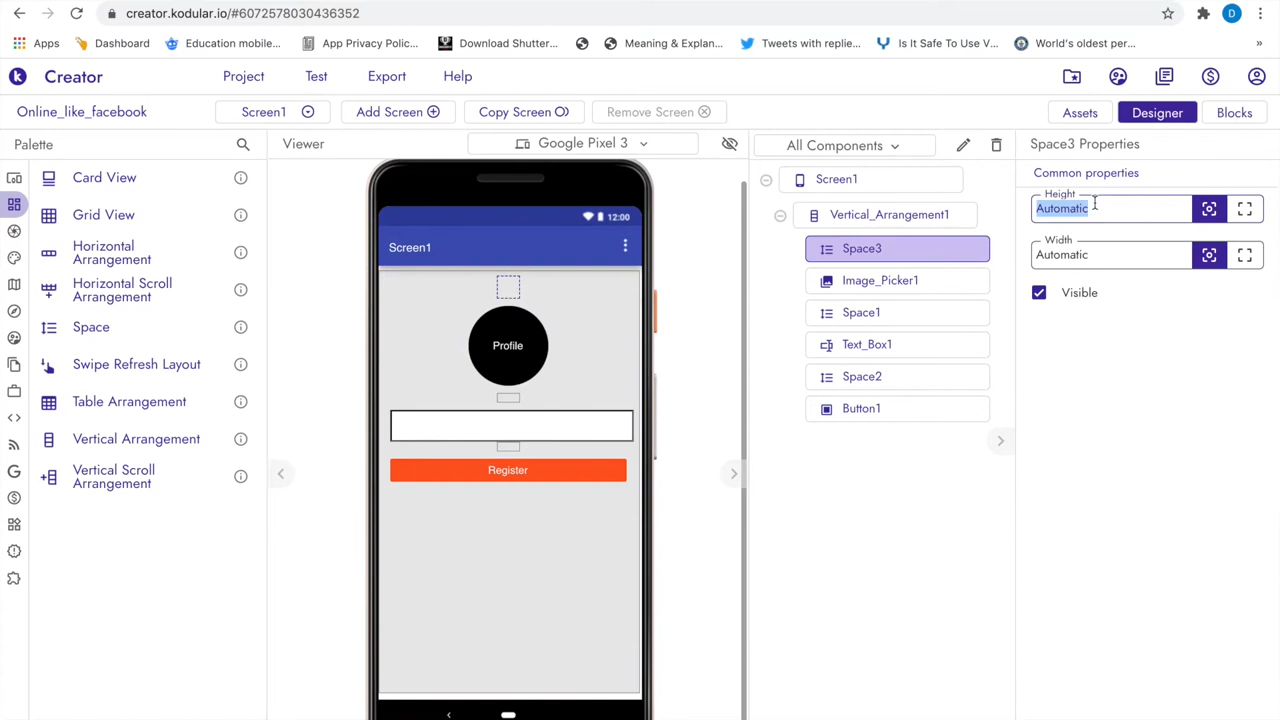 creator.kodular.io/#6072578030436352
D
Apps
Dashboard
Education mobile...
App Privacy Polic...
Download Shutter...
Meaning & Explan...
Tweets with replie...
Is It Safe To Use V...
World's oldest per...
»
Creator
Project
Test
Export
Help
Online_like_facebook
Screen1
Add Screen
Copy Screen
Remove Screen
Assets
Designer
Blocks
Palette
Viewer
Google Pixel 3
All Components
Space3 Properties
Card View
Grid View
Horizontal
Arrangement
Horizontal Scroll
Arrangement
Space
Swipe Refresh Layout
Table Arrangement
Vertical Arrangement
Vertical Scroll
Arrangement
12:00
Screen1
Profile
Register
Screen1
Vertical_Arrangement1
Space3
Image_Picker1
Space1
Text_Box1
Space2
Button1
Common properties
Height
Automatic
Width
Automatic
Visible